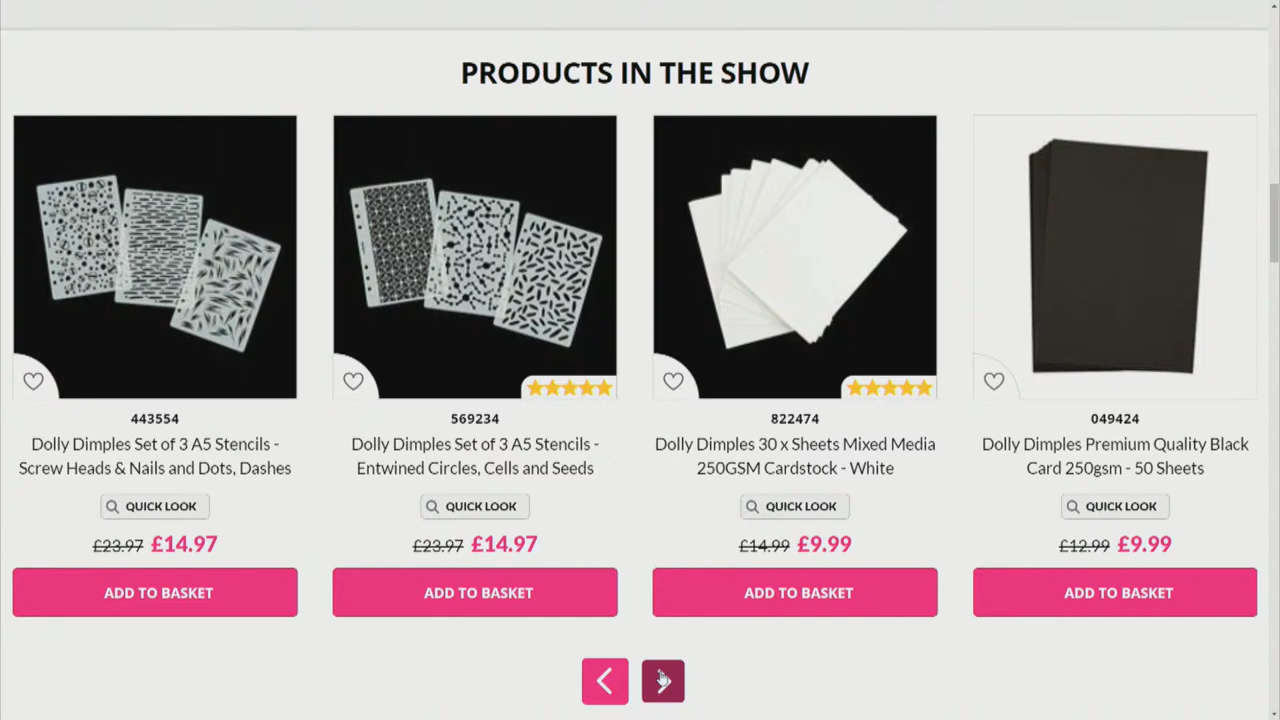 PRODUCTS IN THE SHOW
443554
Dolly Dimples Set of 3 A5 Stencils -
Screw Heads & Nails and Dots, Dashes
QUICK LOOK
£23.97 £14.97
ADD TO BASKET
569234
Dolly Dimples Set of 3 A5 Stencils -
Entwined Circles, Cells and Seeds
QUICK LOOK
£23.97 £14.97
ADD TO BASKET
822474
Dolly Dimples 30 x Sheets Mixed Media
250GSM Cardstock - White
QUICK LOOK
£14.99 £9.99
ADD TO BASKET
049424
Dolly Dimples Premium Quality Black
Card 250gsm - 50 Sheets
QUICK LOOK
£12.99 £9.99
ADD TO BASKET